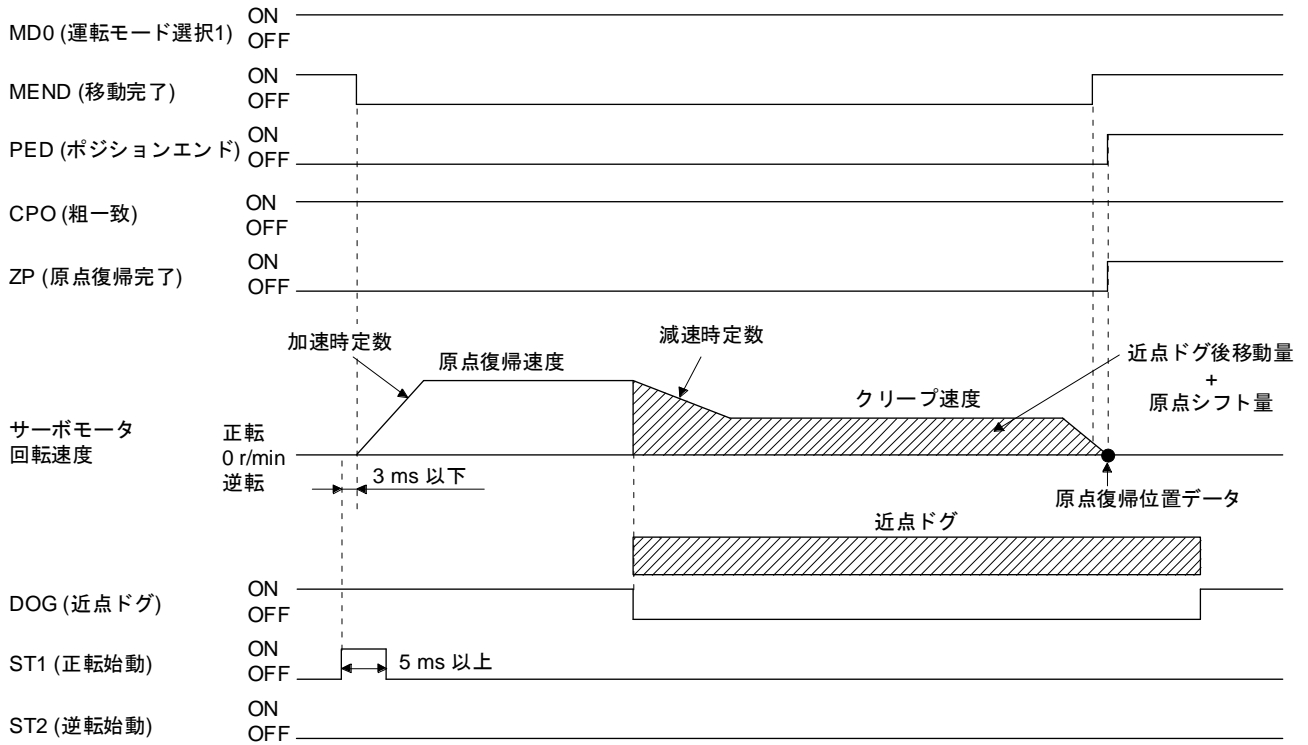 MD0 (運転モード選択1)
ON
OFF
MEND (移動完了)
ON
OFF
PED (ポジションエンド)
ON
OFF
CPO (粗一致)
ON
OFF
ZP (原点復帰完了)
ON
OFF
加速時定数
原点復帰速度
減速時定数
クリープ速度
近点ドグ後移動量
+
原点シフト量
サーボモータ
回転速度
正転
0 r/min
逆転
3 ms 以下
原点復帰位置データ
近点ドグ
DOG (近点ドグ)
ON
OFF
ST1 (正転始動)
ON
OFF
5 ms 以上
ST2 (逆転始動)
ON
OFF